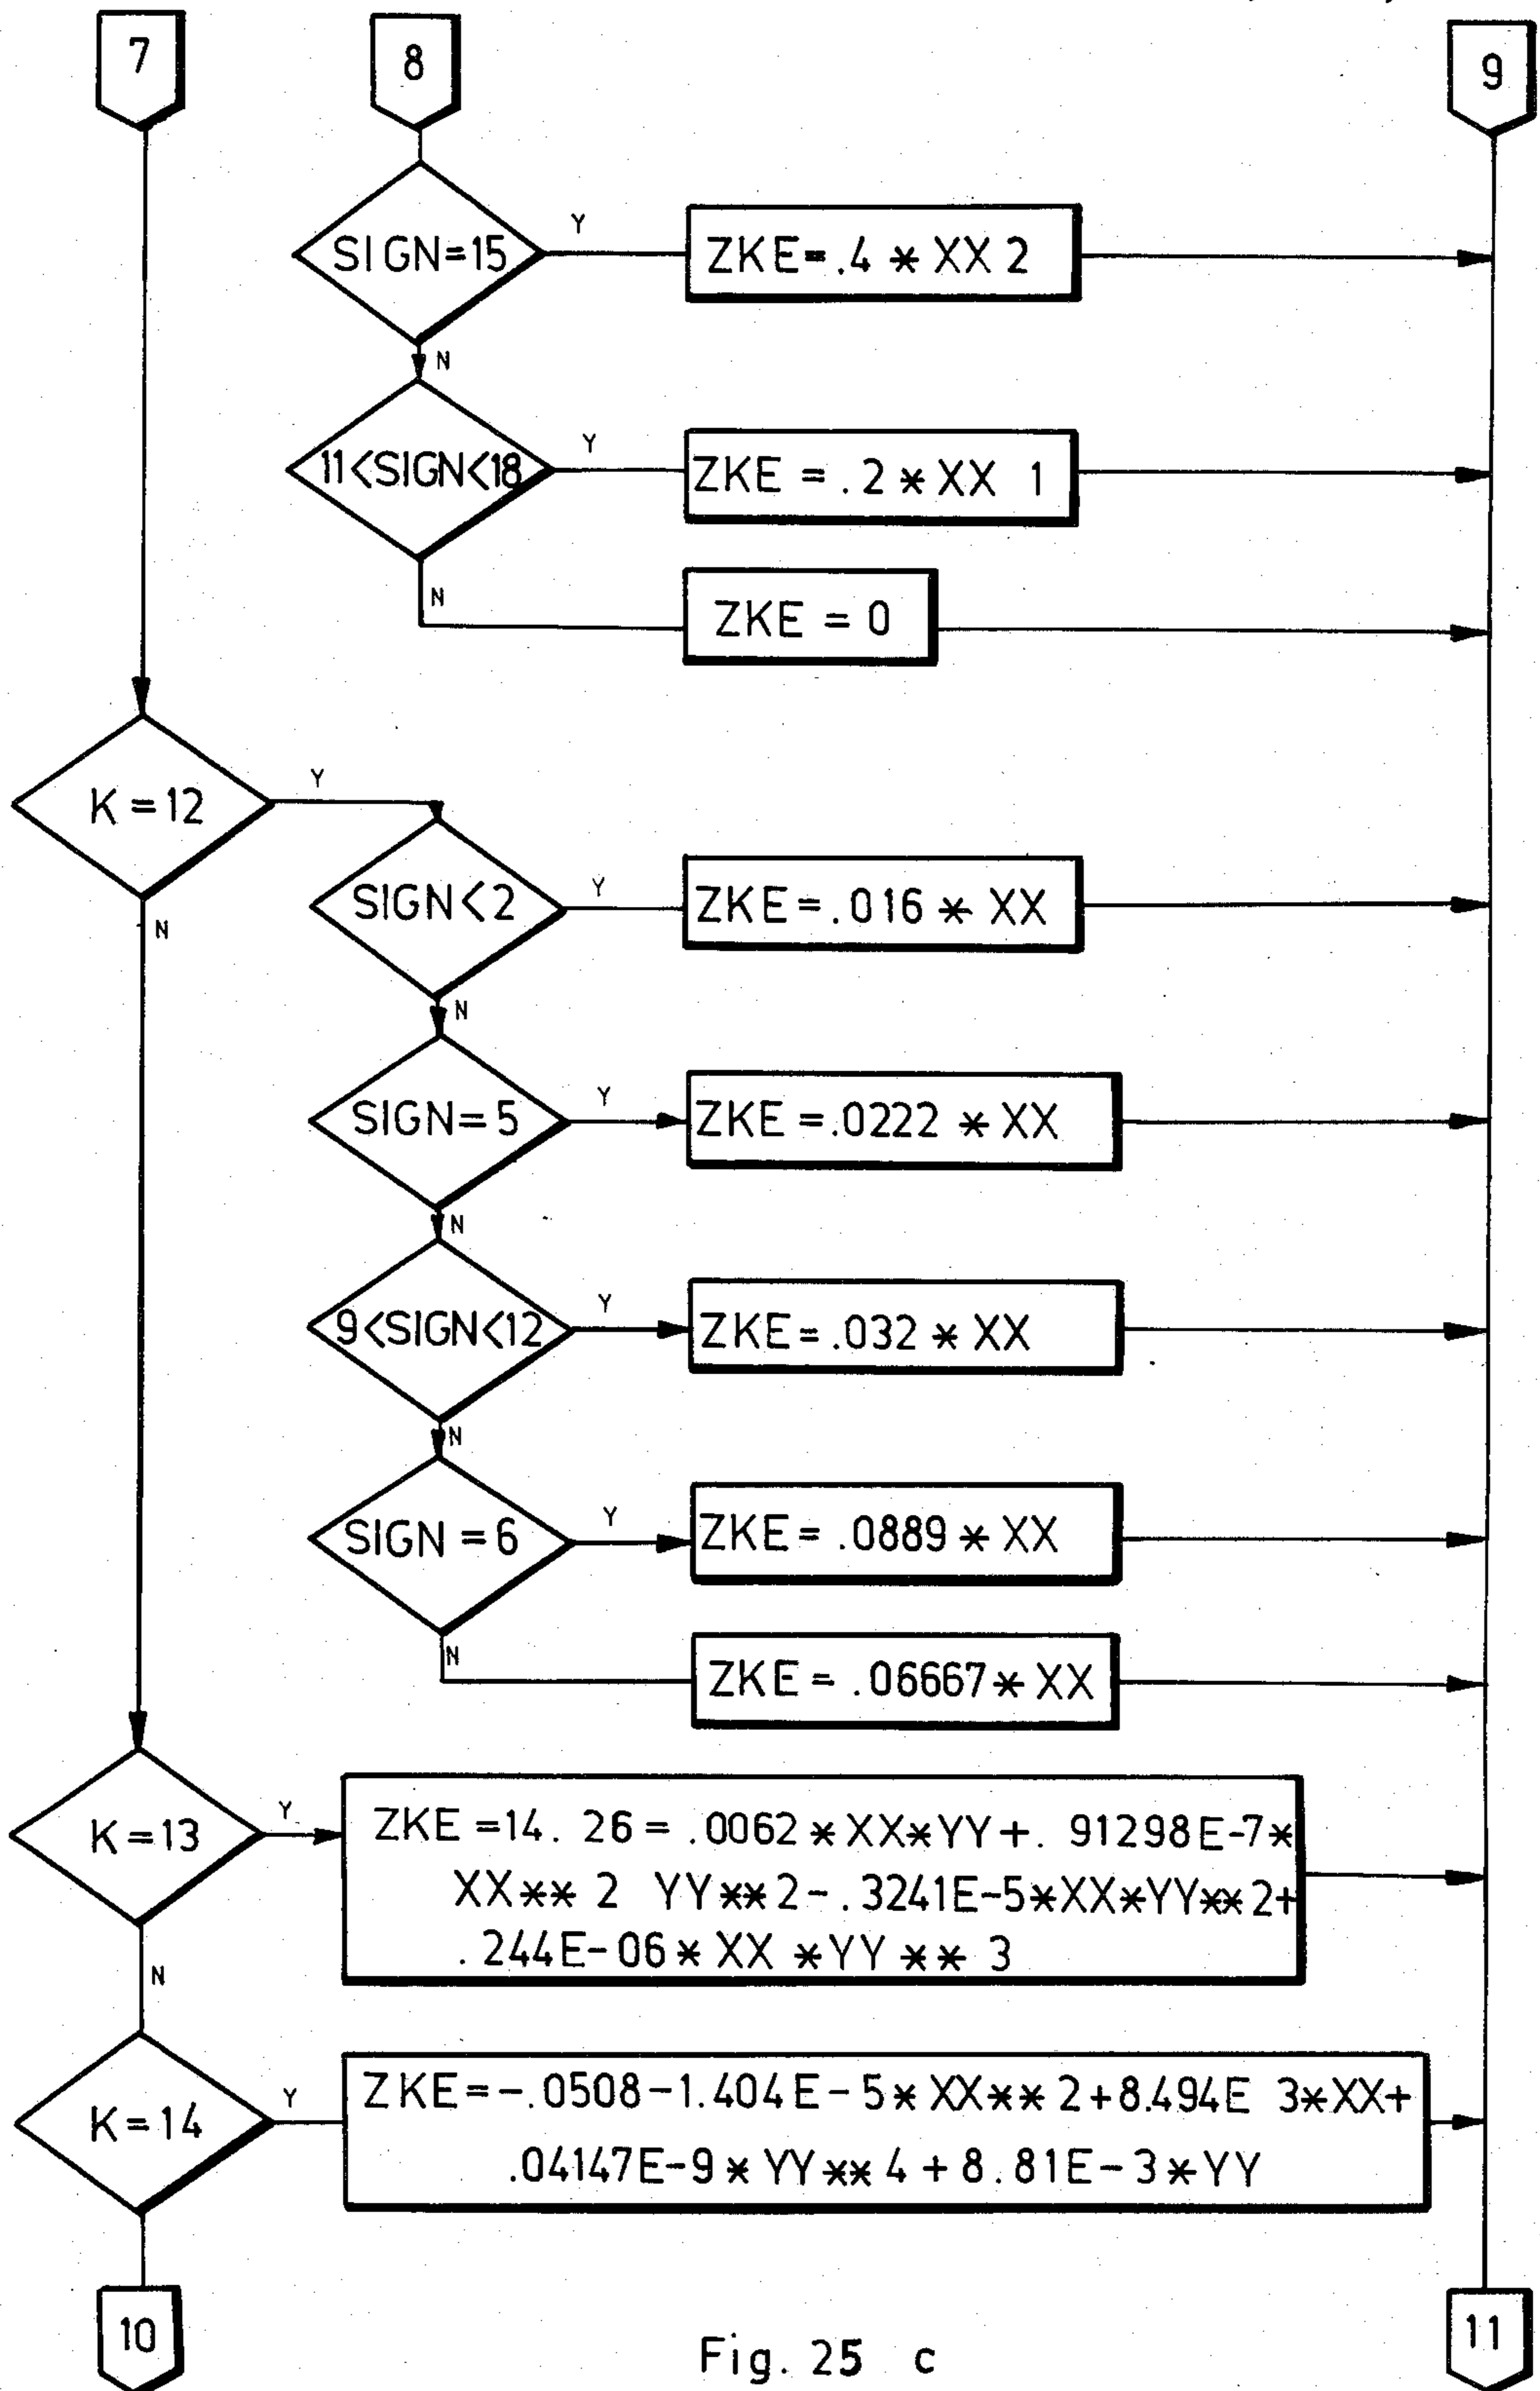 7
8
9
SIGN=15
Y
ZKE=.4 * XX 2
N
11<SIGN<18
Y
ZKE =.2 * XX 1
N
ZKE = 0
K=12
Y
N
SIGN<2
Y
ZKE=.016 * XX
N
SIGN=5
Y
ZKE=.0222 * XX
N
9<SIGN<12
Y
ZKE=.032 * XX
N
SIGN=6
Y
ZKE= .0889 * XX
N
ZKE= .06667* XX
K=13
Y
ZKE =14. 26 = .0062 * XX*YY+. 91298E-7*
XX** 2 YY**2-.3241E-5*XX*YY**2+
.244E-06* XX *YY ** 3
N
K=14
Y
ZKE=-.0508-1.404E-5* XX** 2+8.494E 3*XX+
.04147E-9* YY** 4 + 8.81E-3*YY
10
11
Fig. 25 c